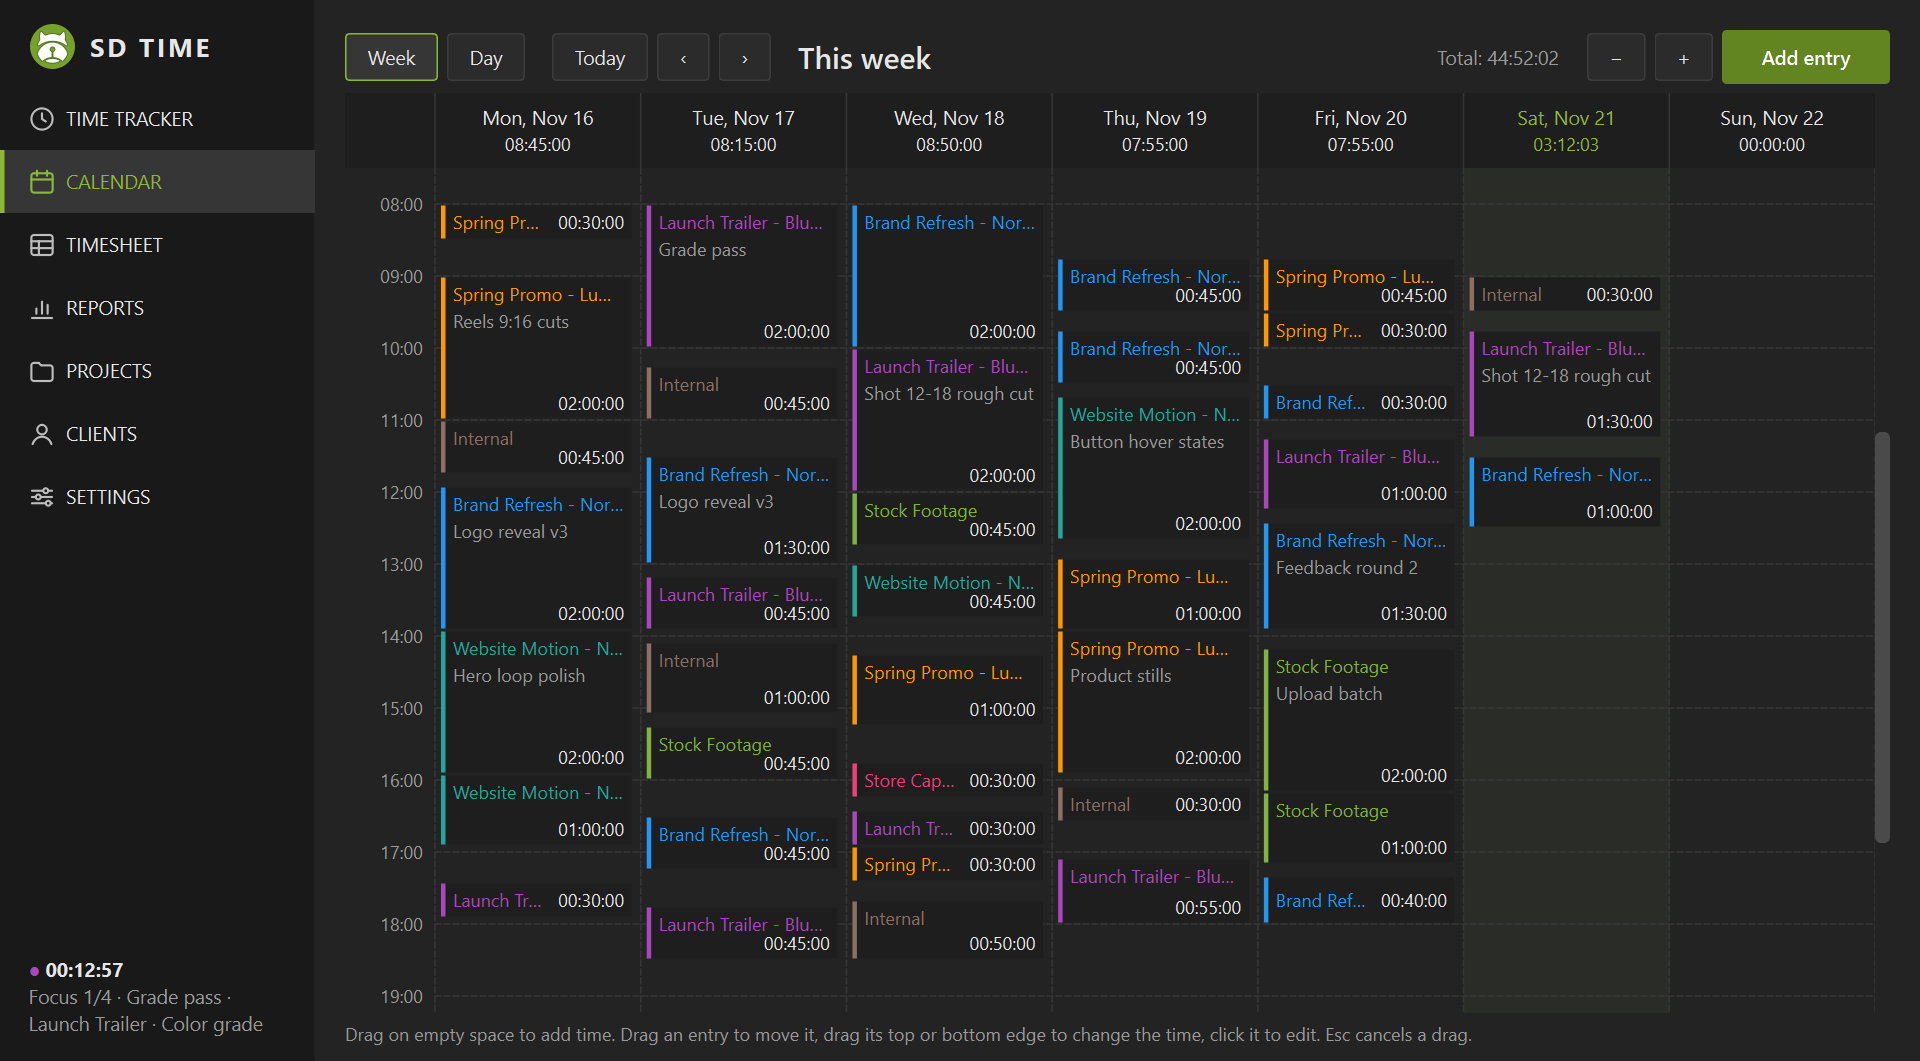 SD TIME
TIME TRACKER
CALENDAR
TIMESHEET
REPORTS
PROJECTS
CLIENTS
SETTINGS
00:12:57
Focus 1/4 · Grade pass ·
Launch Trailer · Color grade
Week Day Today ‹ › This week Total: 44:52:02 − + Add entry
Mon, Nov 16
08:45:00
Tue, Nov 17
08:15:00
Wed, Nov 18
08:50:00
Thu, Nov 19
07:55:00
Fri, Nov 20
07:55:00
Sat, Nov 21
03:12:03
Sun, Nov 22
00:00:00
08:00
09:00
10:00
11:00
12:00
13:00
14:00
15:00
16:00
17:00
18:00
19:00
Spring Pr... 00:30:00
Spring Promo - Lu...
Reels 9:16 cuts
02:00:00
Internal
00:45:00
Brand Refresh - Nor...
Logo reveal v3
02:00:00
Website Motion - N...
Hero loop polish
02:00:00
Website Motion - N...
01:00:00
Launch Tr... 00:30:00
Launch Trailer - Blu...
Grade pass
02:00:00
Internal
00:45:00
Brand Refresh - Nor...
Logo reveal v3
01:30:00
Launch Trailer - Blu...
00:45:00
Internal
01:00:00
Stock Footage
00:45:00
Brand Refresh - Nor...
00:45:00
Launch Trailer - Blu...
00:45:00
Brand Refresh - Nor...
02:00:00
Launch Trailer - Blu...
Shot 12-18 rough cut
02:00:00
Stock Footage
00:45:00
Website Motion - N...
00:45:00
Spring Promo - Lu...
01:00:00
Store Cap... 00:30:00
Launch Tr... 00:30:00
Spring Pr... 00:30:00
Internal
00:50:00
Brand Refresh - Nor...
00:45:00
Brand Refresh - Nor...
00:45:00
Website Motion - N...
Button hover states
02:00:00
Spring Promo - Lu...
01:00:00
Spring Promo - Lu...
Product stills
02:00:00
Internal 00:30:00
Launch Trailer - Blu...
00:55:00
Spring Promo - Lu...
00:45:00
Spring Pr... 00:30:00
Brand Ref... 00:30:00
Launch Trailer - Blu...
01:00:00
Brand Refresh - Nor...
Feedback round 2
01:30:00
Stock Footage
Upload batch
02:00:00
Stock Footage
01:00:00
Brand Ref... 00:40:00
Internal 00:30:00
Launch Trailer - Blu...
Shot 12-18 rough cut
01:30:00
Brand Refresh - Nor...
01:00:00
Drag on empty space to add time. Drag an entry to move it, drag its top or bottom edge to change the time, click it to edit. Esc cancels a drag.